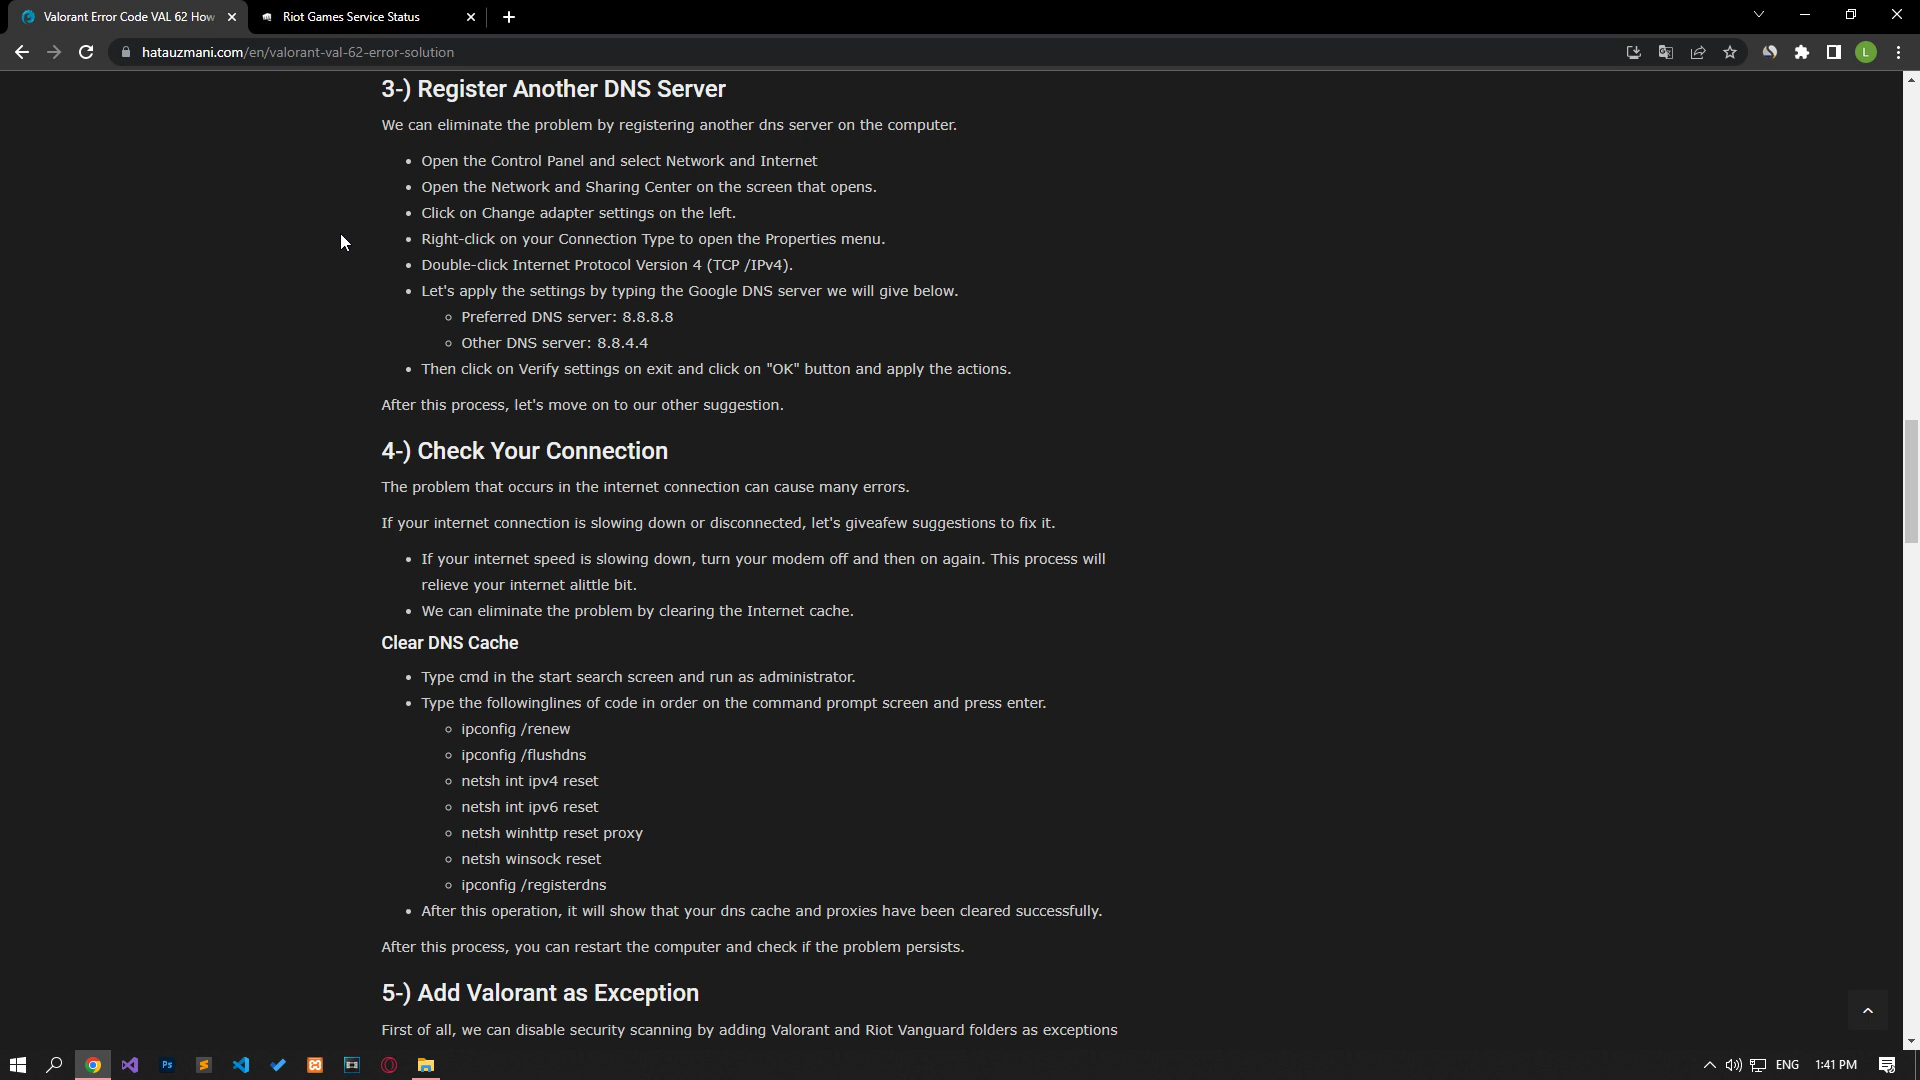 Valorant Error Code VAL 62 How
Riot Games Service Status
hatauzmani.com/en/valorant-val-62-error-solution
L
3-) Register Another DNS Server
We can eliminate the problem by registering another dns server on the computer.
Open the Control Panel and select Network and Internet
Open the Network and Sharing Center on the screen that opens.
Click on Change adapter settings on the left.
Right-click on your Connection Type to open the Properties menu.
Double-click Internet Protocol Version 4 (TCP /IPv4).
Let's apply the settings by typing the Google DNS server we will give below.
Preferred DNS server: 8.8.8.8
Other DNS server: 8.8.4.4
Then click on Verify settings on exit and click on "OK" button and apply the actions.
After this process, let's move on to our other suggestion.
4-) Check Your Connection
The problem that occurs in the internet connection can cause many errors.
If your internet connection is slowing down or disconnected, let's giveafew suggestions to fix it.
If your internet speed is slowing down, turn your modem off and then on again. This process will
relieve your internet alittle bit.
We can eliminate the problem by clearing the Internet cache.
Clear DNS Cache
Type cmd in the start search screen and run as administrator.
Type the followinglines of code in order on the command prompt screen and press enter.
ipconfig /renew
ipconfig /flushdns
netsh int ipv4 reset
netsh int ipv6 reset
netsh winhttp reset proxy
netsh winsock reset
ipconfig /registerdns
After this operation, it will show that your dns cache and proxies have been cleared successfully.
After this process, you can restart the computer and check if the problem persists.
5-) Add Valorant as Exception
First of all, we can disable security scanning by adding Valorant and Riot Vanguard folders as exceptions
Ps
ENG
1:41 PM